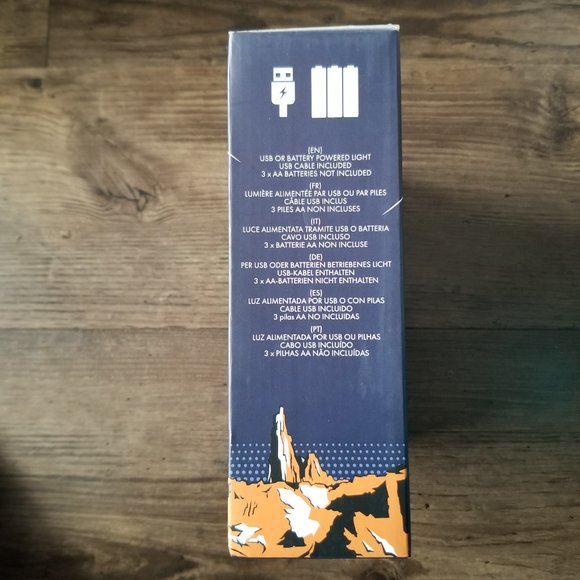 (EN)
USB OR BATTERY POWERED LIGHT
USB CABLE INCLUDED
3 x AA BATTERIES NOT INCLUDED
(FR)
LUMIÈRE ALIMENTÉE PAR USB OU PAR PILES
CÂBLE USB INCLUS
3 PILES AA NON INCLUSES
(IT)
LUCE ALIMENTATA TRAMITE USB O BATTERIA
CAVO USB INCLUSO
3 x BATTERIE AA NON INCLUSE
(DE)
PER USB ODER BATTERIEN BETRIEBENES LICHT
USB-KABEL ENTHALTEN
3 x AA-BATTERIEN NICHT ENTHALTEN
(ES)
LUZ ALIMENTADA POR USB O CON PILAS
CABLE USB INCLUIDO
3 pilas AA NO INCLUIDAS
(PT)
LUZ ALIMENTADA POR USB OU PILHAS
CABO USB INCLUÍDO
3 x PILHAS AA NÃO INCLUÍDAS